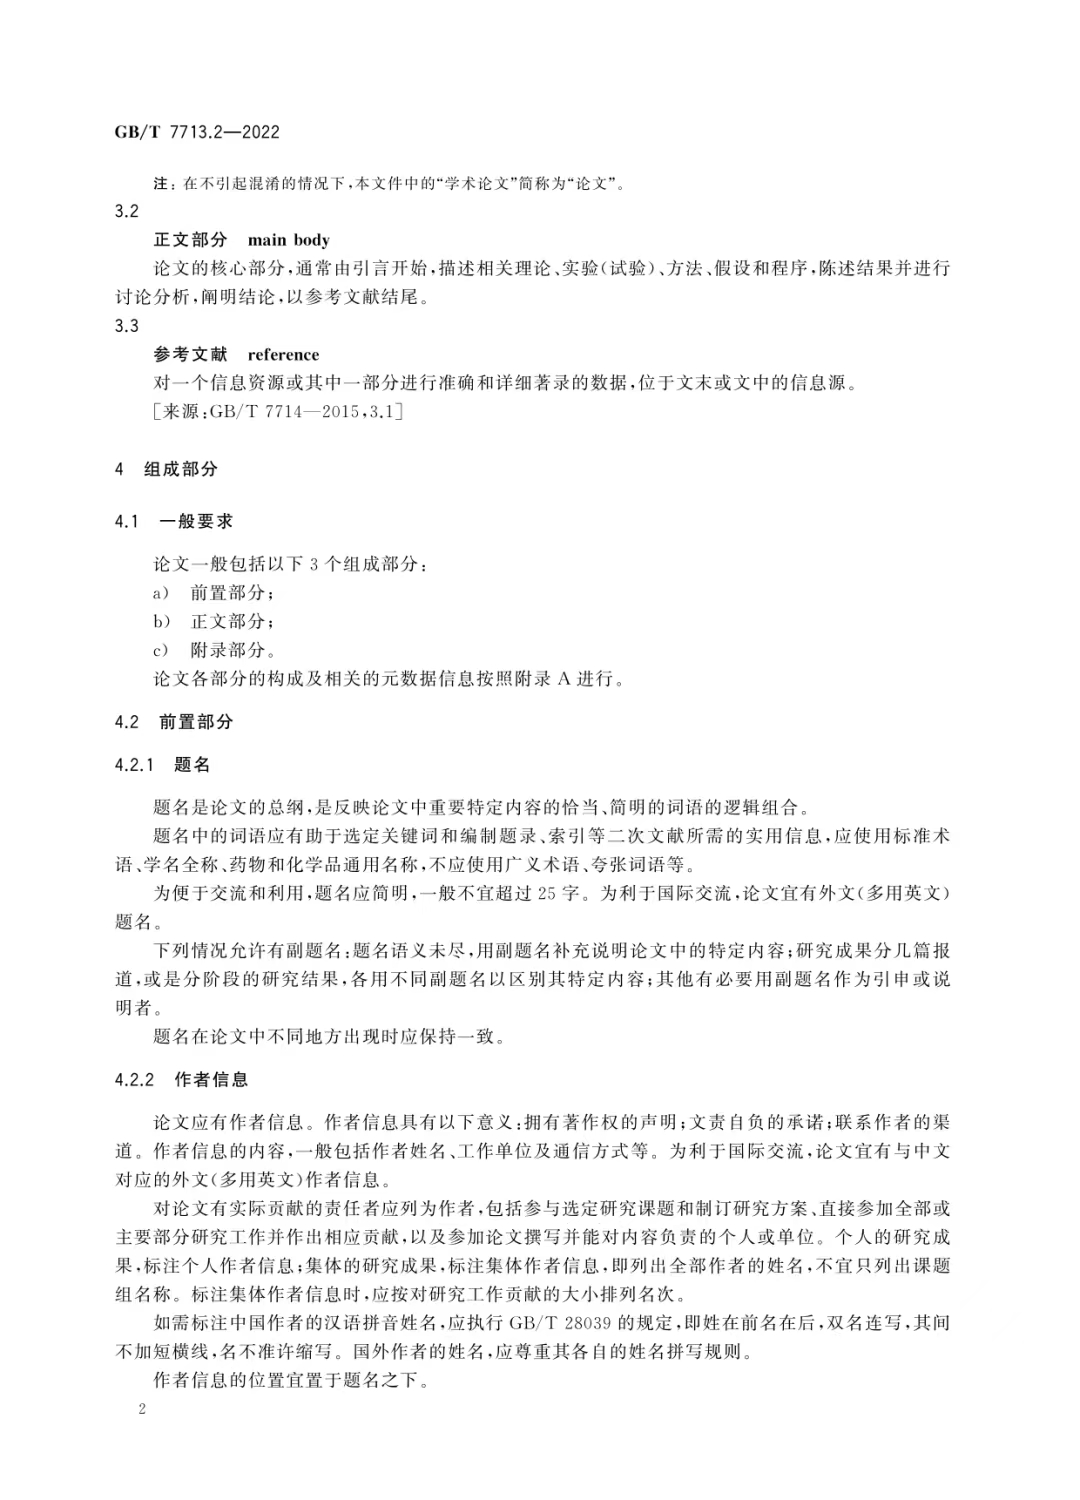 GB/T 7713.2—2022
注：在不引起混淆的情况下,本文件中的“学术论文”简称为“论文”。
3.2
正文部分 main body
论文的核心部分,通常由引言开始,描述相关理论、实验(试验)、方法、假设和程序,陈述结果并进行
讨论分析,阐明结论,以参考文献结尾。
3.3
参考文献 reference
对一个信息资源或其中一部分进行准确和详细著录的数据,位于文末或文中的信息源。
[来源:GB/T 7714—2015,3.1]
4 组成部分
4.1 一般要求
论文一般包括以下 3 个组成部分：
a) 前置部分；
b) 正文部分；
c) 附录部分。
论文各部分的构成及相关的元数据信息按照附录 A 进行。
4.2 前置部分
4.2.1 题名
题名是论文的总纲,是反映论文中重要特定内容的恰当、简明的词语的逻辑组合。
题名中的词语应有助于选定关键词和编制题录、索引等二次文献所需的实用信息,应使用标准术
语、学名全称、药物和化学品通用名称,不应使用广义术语、夸张词语等。
为便于交流和利用,题名应简明,一般不宜超过 25 字。为利于国际交流,论文宜有外文(多用英文)
题名。
下列情况允许有副题名:题名语义未尽,用副题名补充说明论文中的特定内容;研究成果分几篇报
道,或是分阶段的研究结果,各用不同副题名以区别其特定内容;其他有必要用副题名作为引申或说
明者。
题名在论文中不同地方出现时应保持一致。
4.2.2 作者信息
论文应有作者信息。作者信息具有以下意义:拥有著作权的声明;文责自负的承诺;联系作者的渠
道。作者信息的内容,一般包括作者姓名、工作单位及通信方式等。为利于国际交流,论文宜有与中文
对应的外文(多用英文)作者信息。
对论文有实际贡献的责任者应列为作者,包括参与选定研究课题和制订研究方案、直接参加全部或
主要部分研究工作并作出相应贡献,以及参加论文撰写并能对内容负责的个人或单位。个人的研究成
果,标注个人作者信息;集体的研究成果,标注集体作者信息,即列出全部作者的姓名,不宜只列出课题
组名称。标注集体作者信息时,应按对研究工作贡献的大小排列名次。
如需标注中国作者的汉语拼音姓名,应执行 GB/T 28039 的规定,即姓在前名在后,双名连写,其间
不加短横线,名不准许缩写。国外作者的姓名,应尊重其各自的姓名拼写规则。
作者信息的位置宜置于题名之下。
2